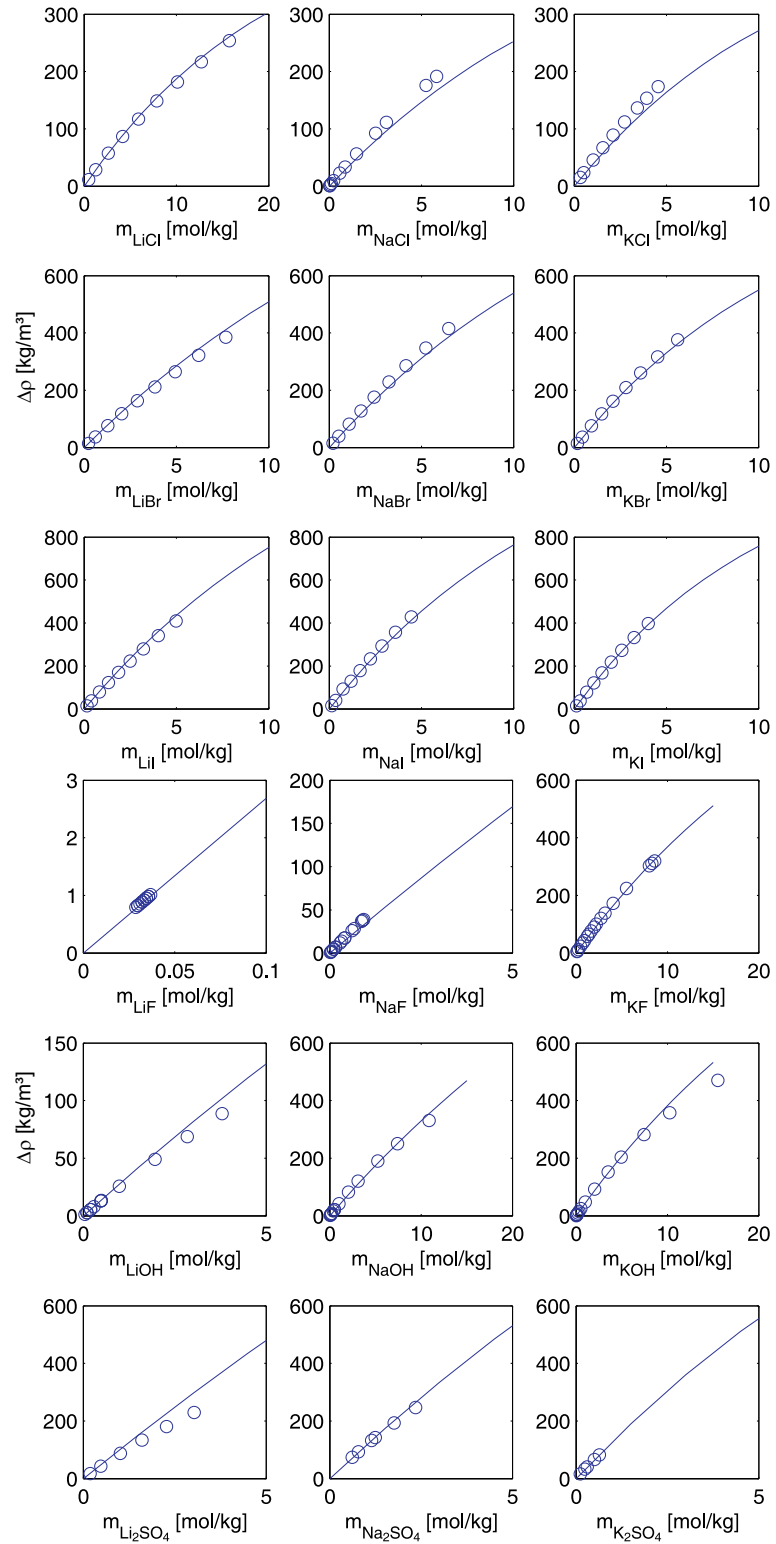 300
200
100
0
0 10 20
m_LiCl [mol/kg]
300
200
100
0
0 5 10
m_NaCl [mol/kg]
300
200
100
0
0 5 10
m_KCl [mol/kg]
Δρ [kg/m³]
600
400
200
0
0 5 10
m_LiBr [mol/kg]
600
400
200
0
0 5 10
m_NaBr [mol/kg]
600
400
200
0
0 5 10
m_KBr [mol/kg]
800
600
400
200
0
0 5 10
m_LiI [mol/kg]
800
600
400
200
0
0 5 10
m_NaI [mol/kg]
800
600
400
200
0
0 5 10
m_KI [mol/kg]
3
2
1
0
0 0.05 0.1
m_LiF [mol/kg]
200
150
100
50
0
0 5
m_NaF [mol/kg]
600
400
200
0
0 10 20
m_KF [mol/kg]
Δρ [kg/m³]
150
100
50
0
0 5
m_LiOH [mol/kg]
600
400
200
0
0 10 20
m_NaOH [mol/kg]
600
400
200
0
0 10 20
m_KOH [mol/kg]
600
400
200
0
0 5
m_Li₂SO₄ [mol/kg]
600
400
200
0
0 5
m_Na₂SO₄ [mol/kg]
600
400
200
0
0 5
m_K₂SO₄ [mol/kg]